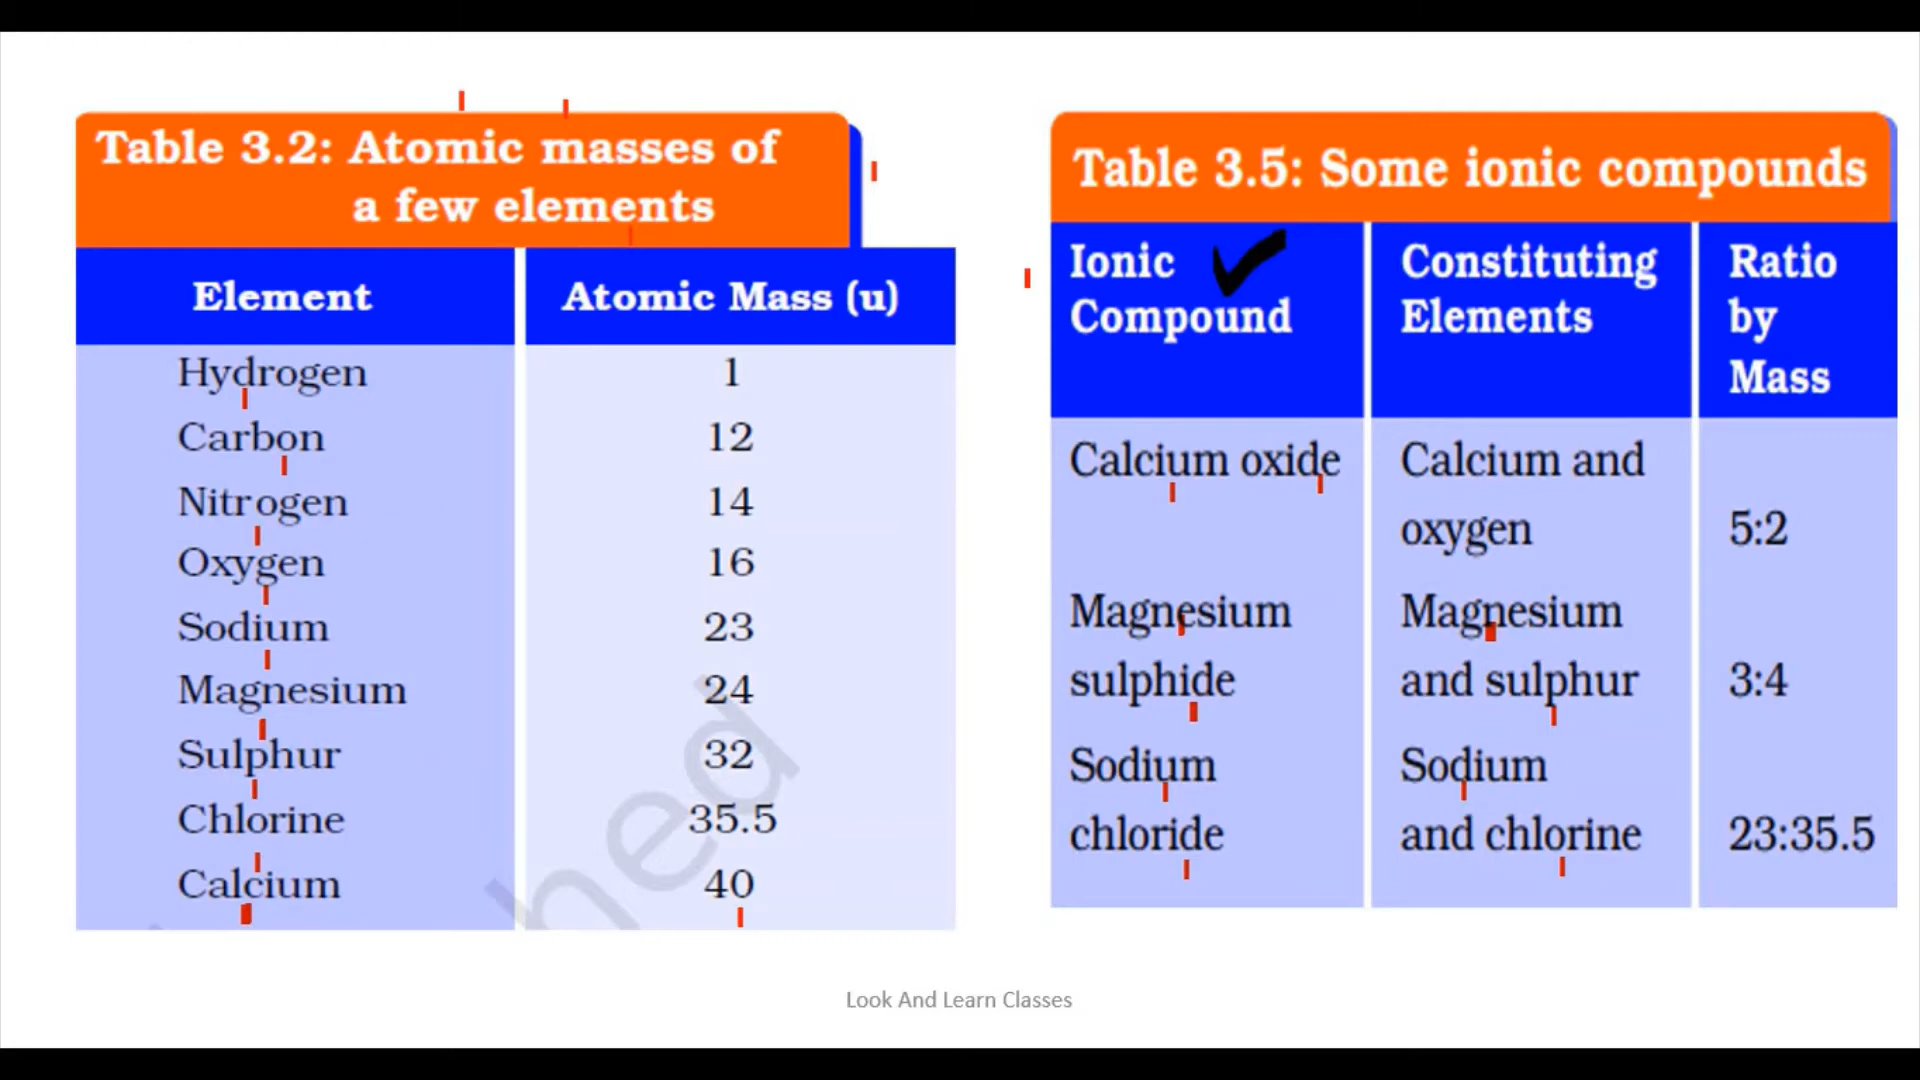 Table 3.2: Atomic masses of
a few elements
Element Atomic Mass (u)
Hydrogen 1
Carbon 12
Nitrogen 14
Oxygen 16
Sodium 23
Magnesium 24
Sulphur 32
Chlorine 35.5
Calcium 40
hed
Table 3.5: Some ionic compounds
Ionic Constituting Ratio
Compound Elements by
Mass
Calcium oxide Calcium and
oxygen 5:2
Magnesium Magnesium
sulphide and sulphur 3:4
Sodium Sodium
chloride and chlorine 23:35.5
Look And Learn Classes